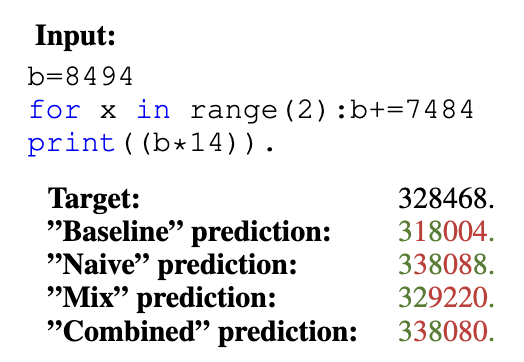 Input:
b=8494
for x in range(2):b+=7484
print((b*14)).
Target: 328468.
”Baseline” prediction: 318004.
”Naive” prediction: 338088.
”Mix” prediction: 329220.
”Combined” prediction: 338080.